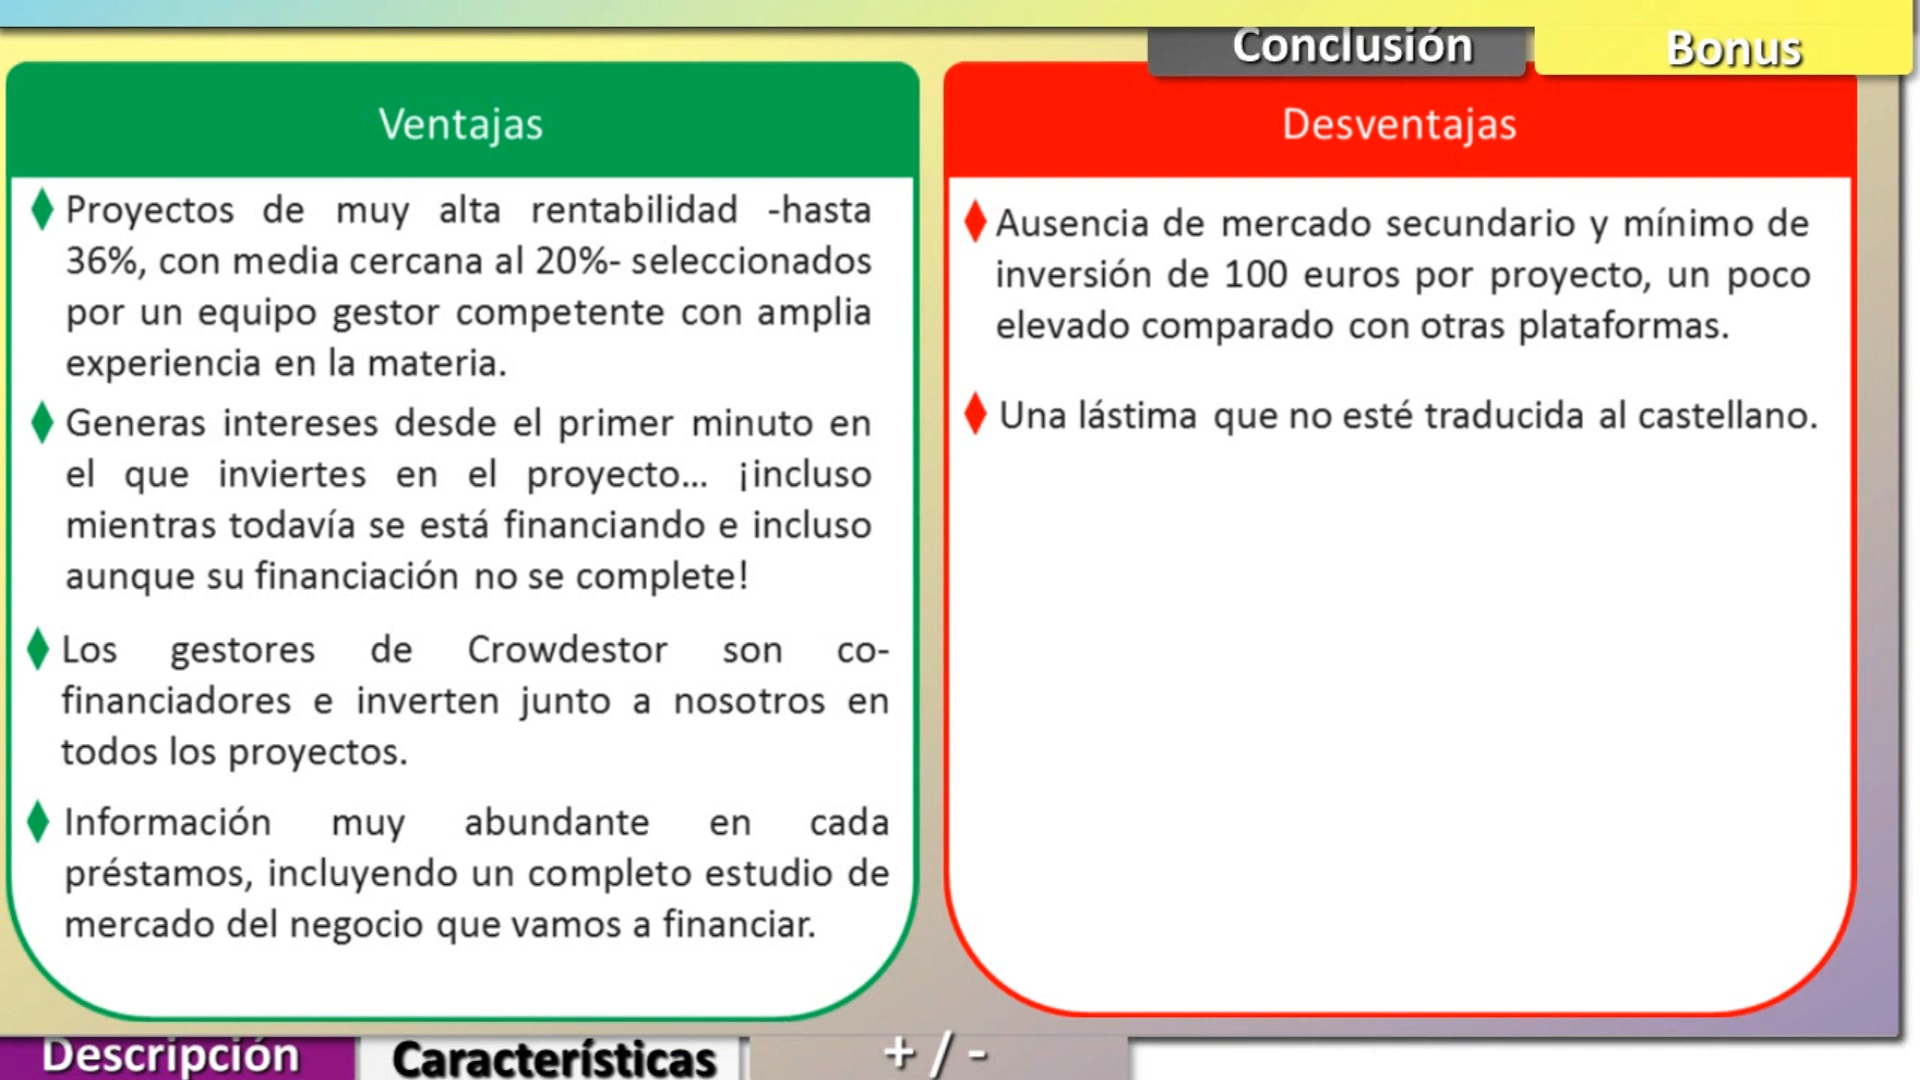 Conclusión
Bonus
Ventajas
Proyectos de muy alta rentabilidad -hasta
36%, con media cercana al 20%- seleccionados
por un equipo gestor competente con amplia
experiencia en la materia.
Generas intereses desde el primer minuto en
el que inviertes en el proyecto... ¡incluso
mientras todavía se está financiando e incluso
aunque su financiación no se complete!
Los gestores de Crowdestor son co-
financiadores e inverten junto a nosotros en
todos los proyectos.
Información muy abundante en cada
préstamos, incluyendo un completo estudio de
mercado del negocio que vamos a financiar.
Desventajas
Ausencia de mercado secundario y mínimo de
inversión de 100 euros por proyecto, un poco
elevado comparado con otras plataformas.
Una lástima que no esté traducida al castellano.
Descripción
Características
+ / -